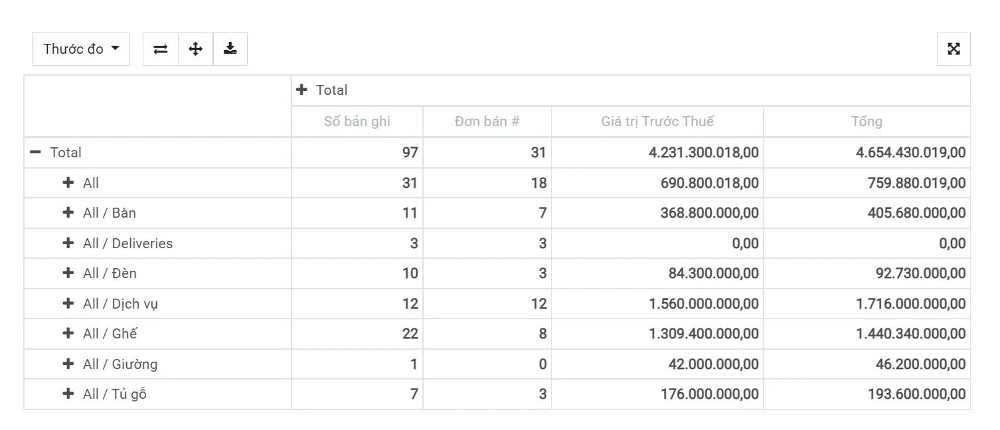 Thước đo
Total
Số bản ghi Đơn bán # Giá trị Trước Thuế Tổng
Total 97 31 4.231.300.018,00 4.654.430.019,00
All 31 18 690.800.018,00 759.880.019,00
All / Bàn 11 7 368.800.000,00 405.680.000,00
All / Deliveries 3 3 0,00 0,00
All / Đèn 10 3 84.300.000,00 92.730.000,00
All / Dịch vụ 12 12 1.560.000.000,00 1.716.000.000,00
All / Ghế 22 8 1.309.400.000,00 1.440.340.000,00
All / Giường 1 0 42.000.000,00 46.200.000,00
All / Tủ gỗ 7 3 176.000.000,00 193.600.000,00